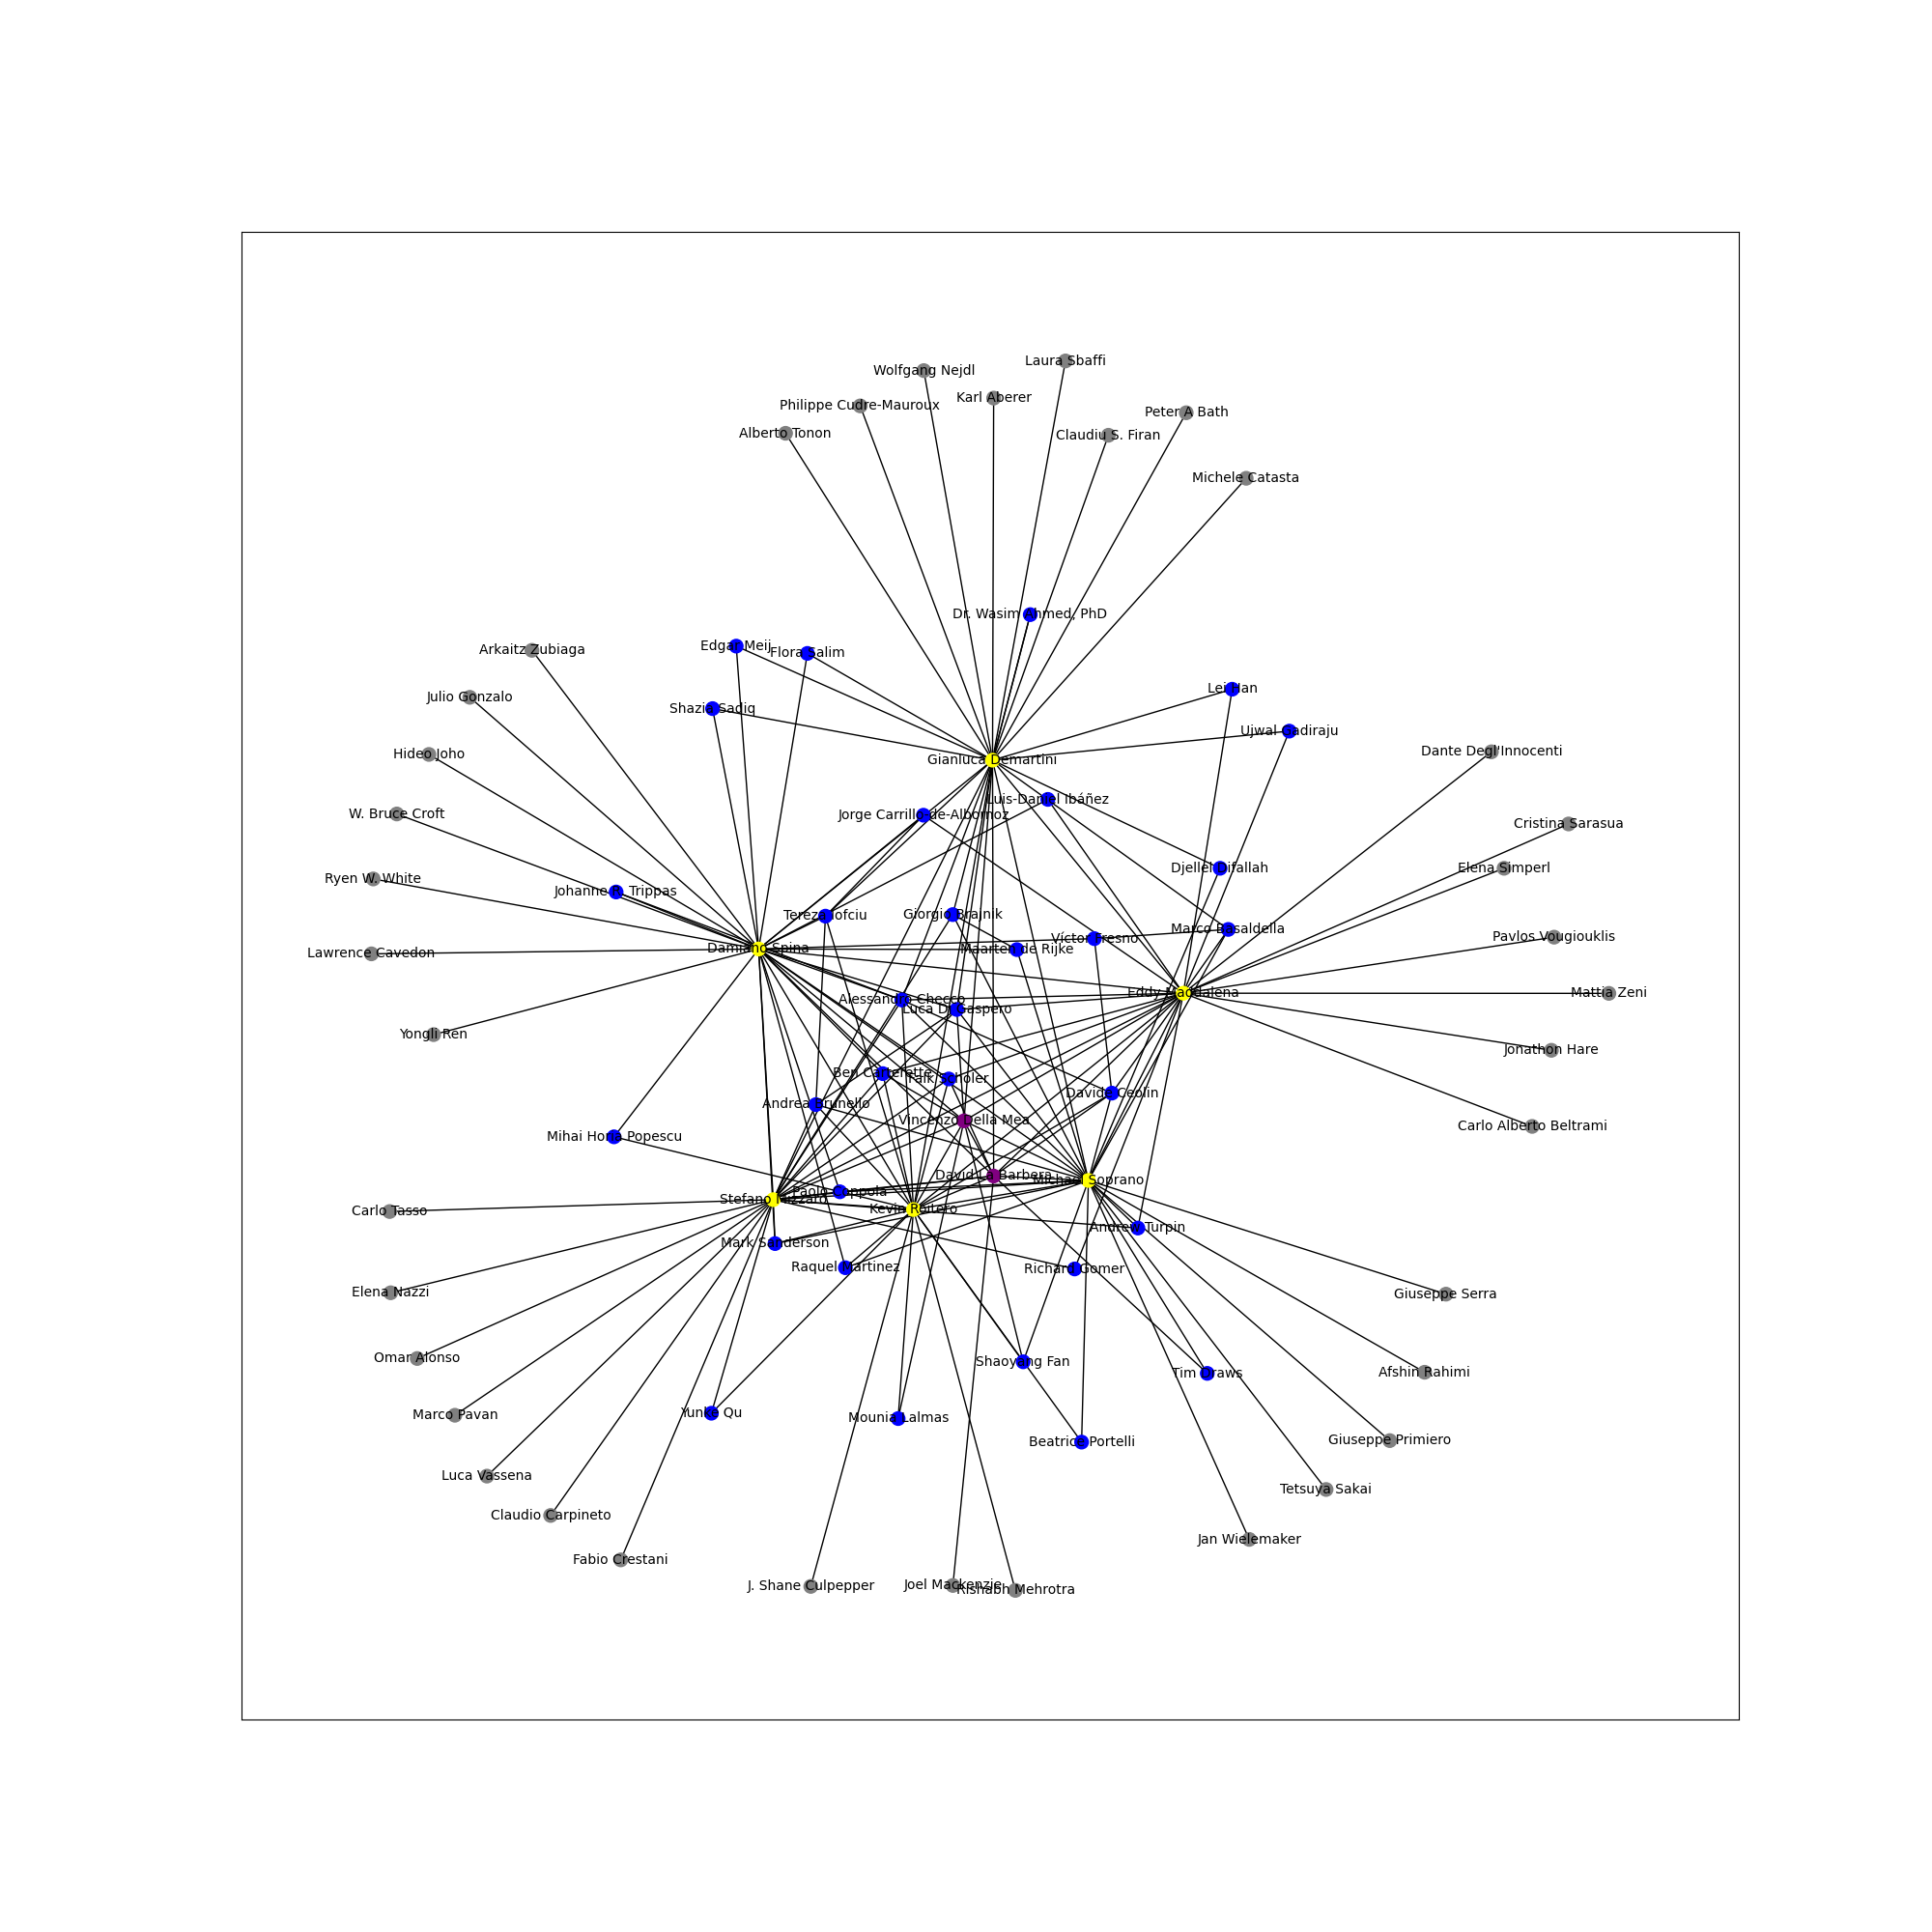 Laura Sbaffi
Wolfgang Nejdl
Karl Aberer
Philippe Cudre-Mauroux
Peter A Bath
Alberto Tonon
Claudiu S. Firan
Michele Catasta
Dr. Wasim Ahmed, PhD
Edgar Meij
Arkaitz Zubiaga
Flora Salim
Lei Han
Julio Gonzalo
Shazia Sadiq
Ujwal Gadiraju
Dante Degl'Innocenti
Hideo Joho
Gianluca Demartini
Luis-Daniel Ibáñez
W. Bruce Croft
Jorge Carrillo-de-Albornoz
Cristina Sarasua
Djellel Difallah
Elena Simperl
Ryen W. White
Johanne R. Trippas
Tereza Iofciu
Giorgio Brajnik
Marco Basaldella
Pavlos Vougiouklis
Víctor Fresno
Damiano Spina
Maarten de Rijke
Lawrence Cavedon
Eddy Maddalena
Mattia Zeni
Alessandro Checco
Luca Di Gaspero
Yongli Ren
Jonathon Hare
Ben Carterette
Falk Scholer
Davide Ceolin
Andrea Brunello
Vincenzo Della Mea
Carlo Alberto Beltrami
Mihai Horia Popescu
David La Barbera
Michael Soprano
Paolo Coppola
Stefano Mizzaro
Kevin Roitero
Carlo Tasso
Andrew Turpin
Mark Sanderson
Raquel Martinez
Richard Gomer
Elena Nazzi
Giuseppe Serra
Omar Alonso
Shaoyang Fan
Afshin Rahimi
Tim Draws
Yunke Qu
Marco Pavan
Mounia Lalmas
Giuseppe Primiero
Beatrice Portelli
Luca Vassena
Tetsuya Sakai
Claudio Carpineto
Jan Wielemaker
Fabio Crestani
J. Shane Culpepper
Joel Mackenzie
Rishabh Mehrotra